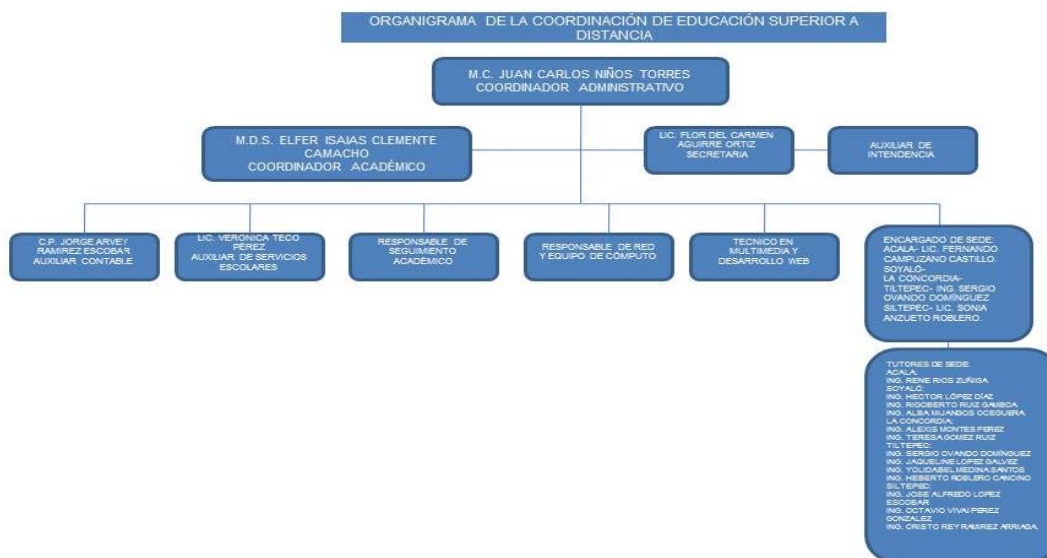 ORGANIGRAMA DE LA COORDINACIÓN DE EDUCACIÓN SUPERIOR A
DISTANCIA
M.C. JUAN CARLOS NIÑOS TORRES
COORDINADOR ADMINISTRATIVO
M.D.S. ELFER ISAIAS CLEMENTE
CAMACHO
COORDINADOR ACADÉMICO
LIC. FLOR DEL CARMEN
AGUIRRE ORTIZ
SECRETARIA
AUXILIAR DE
INTENDENCIA
C.P. JORGE ARVEY
RAMIREZ ESCOBAR
AUXILIAR CONTABLE
LIC. VERONICA TECO
PÉREZ
AUXILIAR DE SERVICIOS
ESCOLARES
RESPONSABLE DE
SEGUIMIENTO
ACADÉMICO
RESPONSABLE DE RED
Y EQUIPO DE CÓMPUTO
TECNICO EN
MULTIMEDIA Y
DESARROLLO WEB
ENCARGADO DE SEDE:
ACALA- LIC. FERNANDO
CAMPUZANO CASTILLO.
SOYALÓ-
LA CONCORDIA-
TILTEPEC- ING. SERGIO
OVANDO DOMÍNGUEZ
SILTEPEC- LIC. SONIA
ANZUETO ROBLERO.
TUTORES DE SEDE:
ACALA:
ING. RENE RIOS ZUÑIGA
SOYALÓ:
ING. HECTOR LÓPEZ DÍAZ
ING. RIGOBERTO RUIZ GAMBOA
ING. ALBA MIJANGOS OCEGUERA
LA CONCORDIA:
ING. ALEXIS MONTES PEREZ
ING. TERESA GOMEZ RUIZ
TILTEPEC:
ING. SERGIO OVANDO DOMÍNGUEZ
ING. JAQUELINE LOPEZ GALVEZ
ING. YOLIDABEL MEDINA SANTOS
ING. HEBERTO ROBLERO CANCINO
SILTEPEC:
ING. JOSE ALFREDO LOPEZ
ESCOBAR
ING. OCTAVIO VIVAI PEREZ
GONZALEZ
ING. CRISTO REY RAMIREZ ARRIAGA.